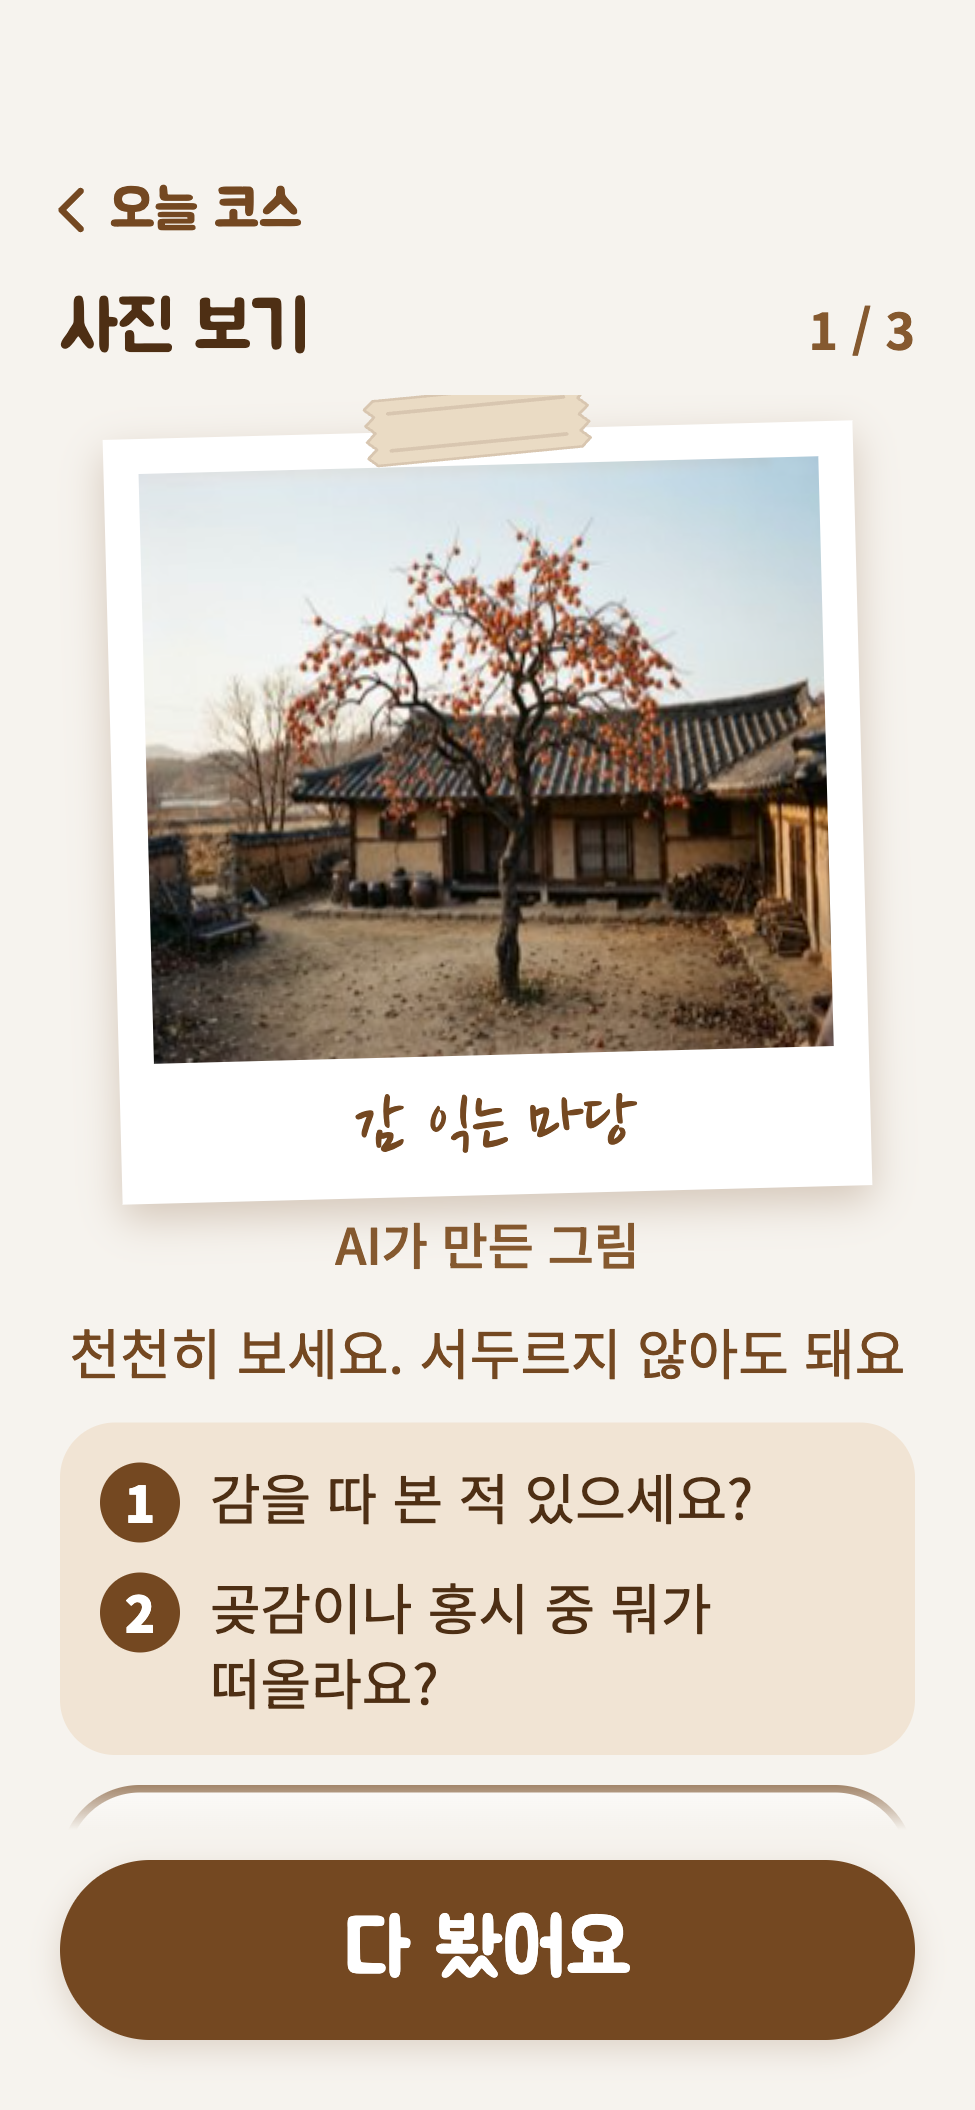 오늘 코스
사진 보기
1 / 3
감 익는 마당
AI가 만든 그림
천천히 보세요. 서두르지 않아도 돼요
1 감을 따 본 적 있으세요?
2 곶감이나 홍시 중 뭐가
떠올라요?
다 봤어요